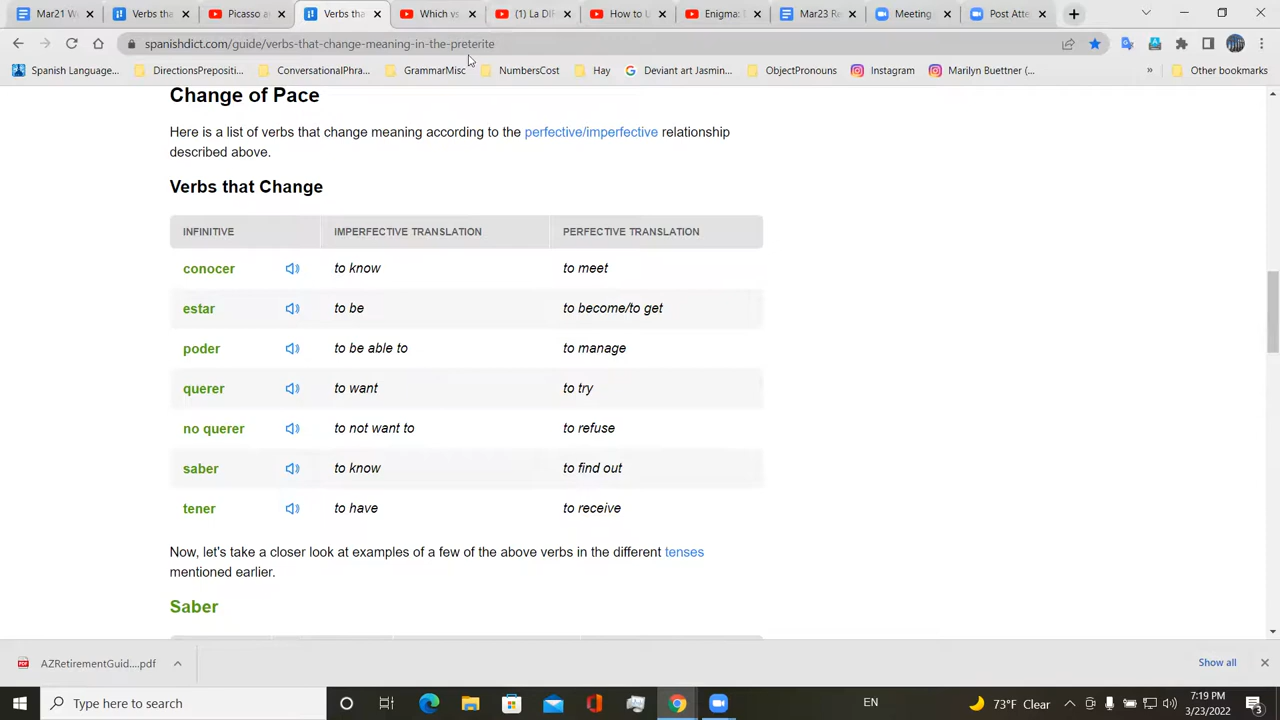 Mar21 W
Verbs the
Picasso a
Verbs tha
Which vs
(1) La DI
How to U
Enigma:
Mar23 Re
Meeting
Post Atte
spanishdict.com/guide/verbs-that-change-meaning-in-the-preterite
Spanish Language...
DirectionsPrepositi...
ConversationalPhra...
GrammarMisc
NumbersCost
Hay
Deviant art Jasmin...
ObjectPronouns
Instagram
Marilyn Buettner (...
»
Other bookmarks
Change of Pace
Here is a list of verbs that change meaning according to the perfective/imperfective relationship
described above.
Verbs that Change
INFINITIVE IMPERFECTIVE TRANSLATION PERFECTIVE TRANSLATION
conocer to know to meet
estar to be to become/to get
poder to be able to to manage
querer to want to try
no querer to not want to to refuse
saber to know to find out
tener to have to receive
Now, let's take a closer look at examples of a few of the above verbs in the different tenses
mentioned earlier.
Saber
PDF
AZRetirementGuid....pdf
Show all
Type here to search
EN
73°F Clear
7:19 PM
3/23/2022
3